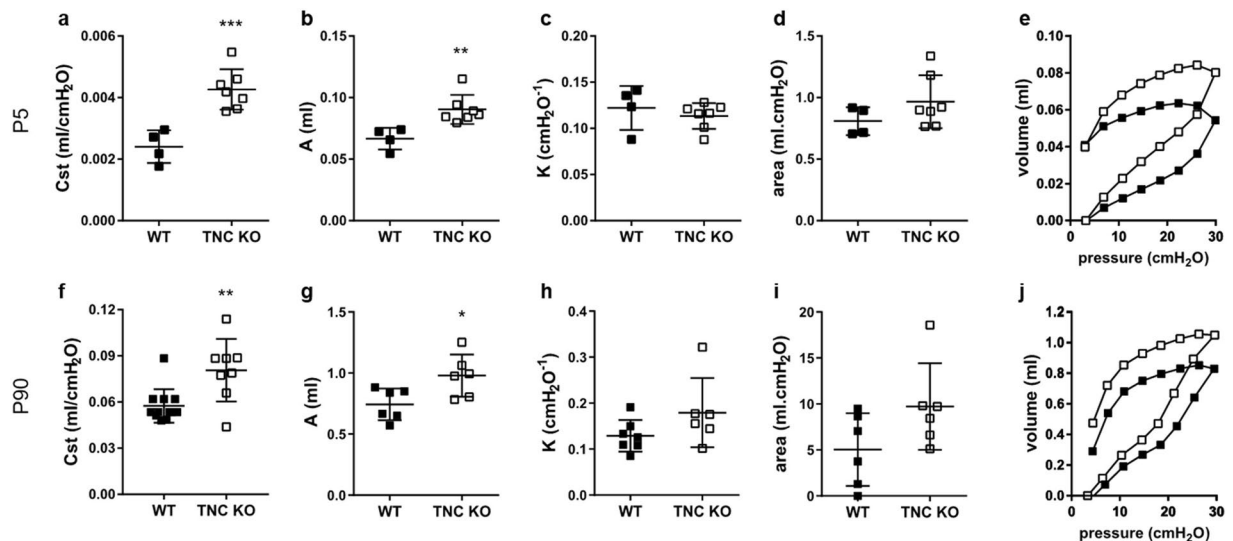 a
b
c
d
e
P5
Cst (ml/cmH₂O)
0.006
0.004
0.002
0.000
***
WT
TNC KO
A (ml)
0.15
0.10
0.05
0.00
**
WT
TNC KO
K (cmH₂O⁻¹)
0.20
0.15
0.10
0.05
0.00
WT
TNC KO
area (ml.cmH₂O)
1.5
1.0
0.5
0.0
WT
TNC KO
volume (ml)
0.10
0.08
0.06
0.04
0.02
0.00
0 10 20 30
pressure (cmH₂O)
f
g
h
i
j
P90
Cst (ml/cmH₂O)
0.12
0.09
0.06
0.03
0.00
**
WT
TNC KO
A (ml)
1.5
1.0
0.5
0.0
*
WT
TNC KO
K (cmH₂O⁻¹)
0.4
0.3
0.2
0.1
0.0
WT
TNC KO
area (ml.cmH₂O)
20
15
10
5
0
WT
TNC KO
volume (ml)
1.2
1.0
0.8
0.6
0.4
0.2
0.0
0 10 20 30
pressure (cmH₂O)